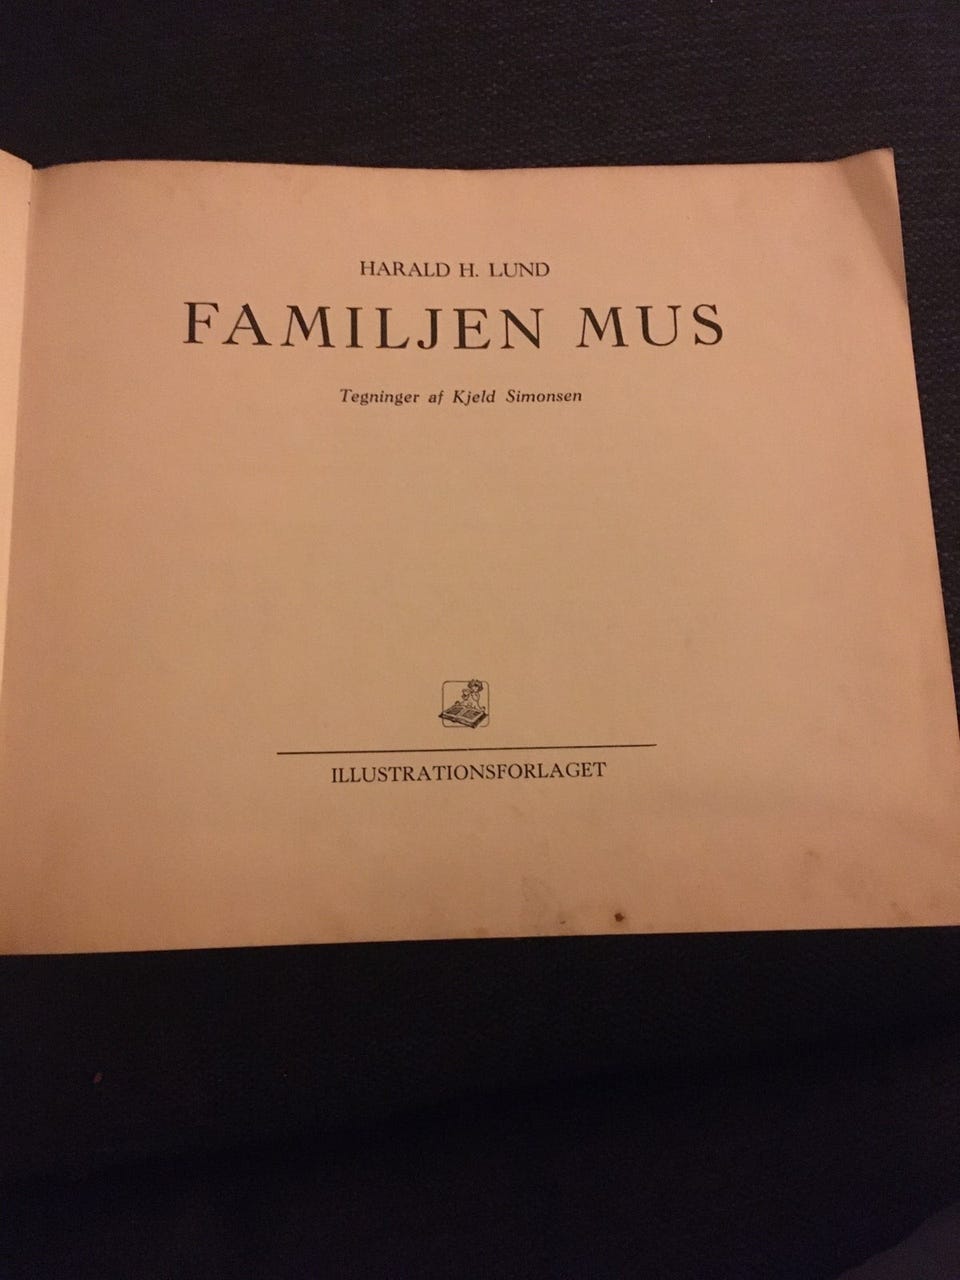 HARALD H. LUND
FAMILJEN MUS
Tegninger af Kjeld Simonsen
ILLUSTRATIONSFORLAGET